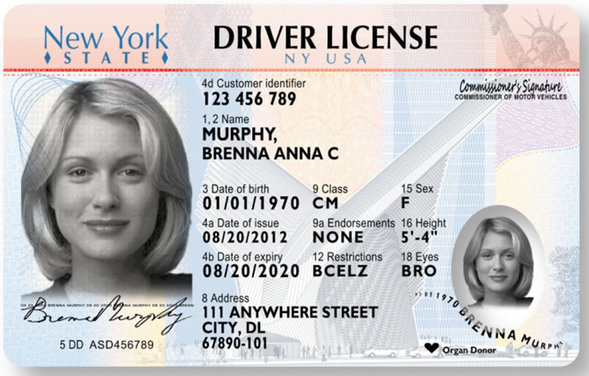 New York
STATE
DRIVER LICENSE
NY USA
4d Customer identifier
123 456 789
Commissioner's Signature
COMMISSIONER OF MOTOR VEHICLES
1, 2 Name
MURPHY,
BRENNA ANNA C
3 Date of birth 9 Class 15 Sex
01/01/1970 CM F
4a Date of issue 9a Endorsements 16 Height
08/20/2012 NONE 5'-4"
4b Date of expiry 12 Restrictions 18 Eyes
08/20/2020 BCELZ BRO
8 Address
111 ANYWHERE STREET
CITY, DL
67890-101
Brenna Murphy
5 DD ASD456789
1970 BRENNA MURPH
Organ Donor